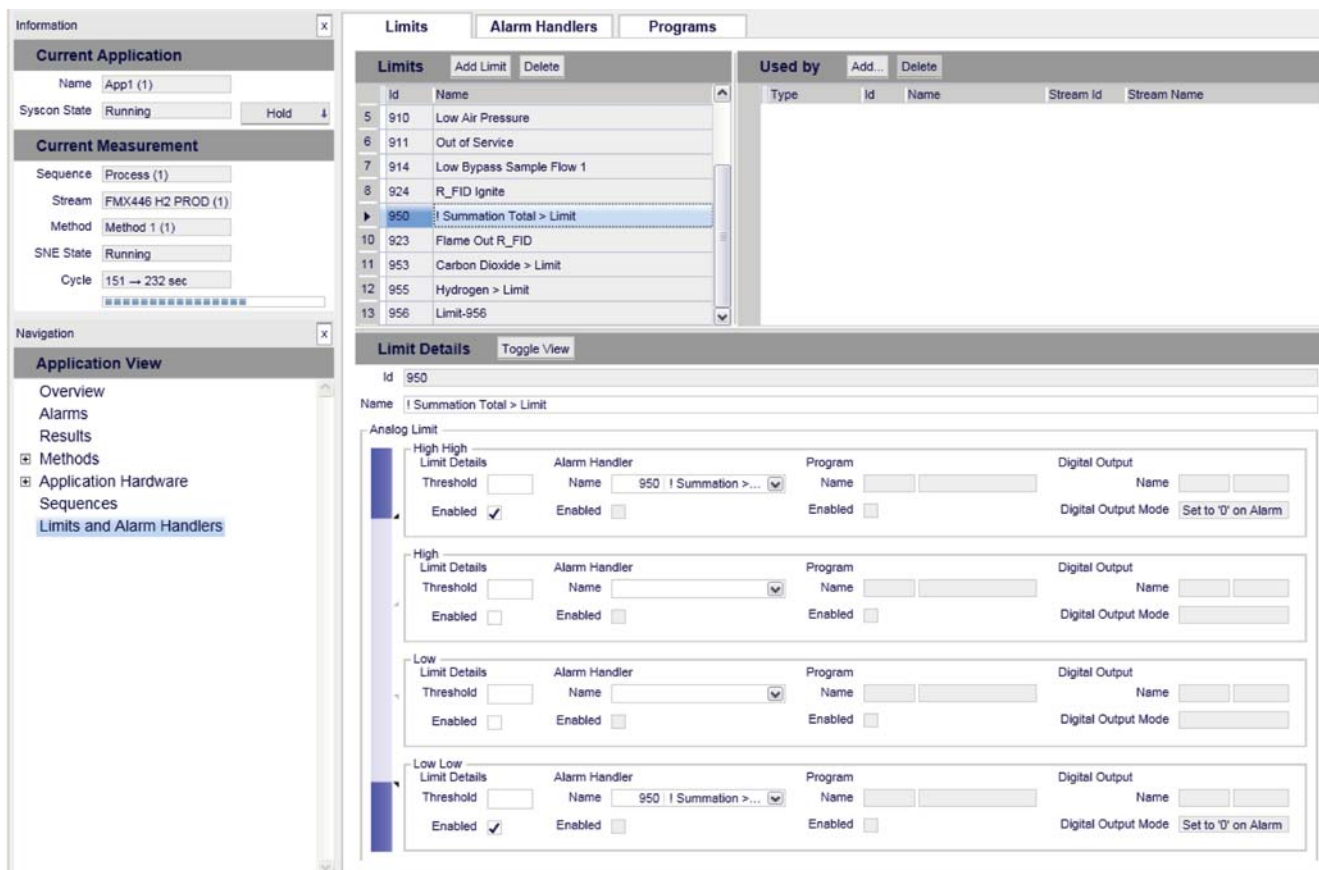 Information x
Current Application
Name App1 (1)
Syscon State Running Hold ↓
Current Measurement
Sequence Process (1)
Stream FMX446 H2 PROD (1)
Method Method 1 (1)
SNE State Running
Cycle 151 → 232 sec
Navigation x
Application View
Overview
Alarms
Results
Methods
Application Hardware
Sequences
Limits and Alarm Handlers
Limits Alarm Handlers Programs
Limits Add Limit Delete
Id Name
5 910 Low Air Pressure
6 911 Out of Service
7 914 Low Bypass Sample Flow 1
8 924 R_FID Ignite
950 ! Summation Total > Limit
10 923 Flame Out R_FID
11 953 Carbon Dioxide > Limit
12 955 Hydrogen > Limit
13 956 Limit-956
Used by Add... Delete
Type Id Name Stream Id Stream Name
Limit Details Toggle View
Id 950
Name ! Summation Total > Limit
Analog Limit
High High
Limit Details Alarm Handler Program Digital Output
Threshold Name 950 ! Summation >... Name Name
Enabled Enabled Enabled Digital Output Mode Set to '0' on Alarm
High
Limit Details Alarm Handler Program Digital Output
Threshold Name Name Name
Enabled Enabled Enabled Digital Output Mode
Low
Limit Details Alarm Handler Program Digital Output
Threshold Name Name Name
Enabled Enabled Enabled Digital Output Mode
Low Low
Limit Details Alarm Handler Program Digital Output
Threshold Name 950 ! Summation >... Name Name
Enabled Enabled Enabled Digital Output Mode Set to '0' on Alarm